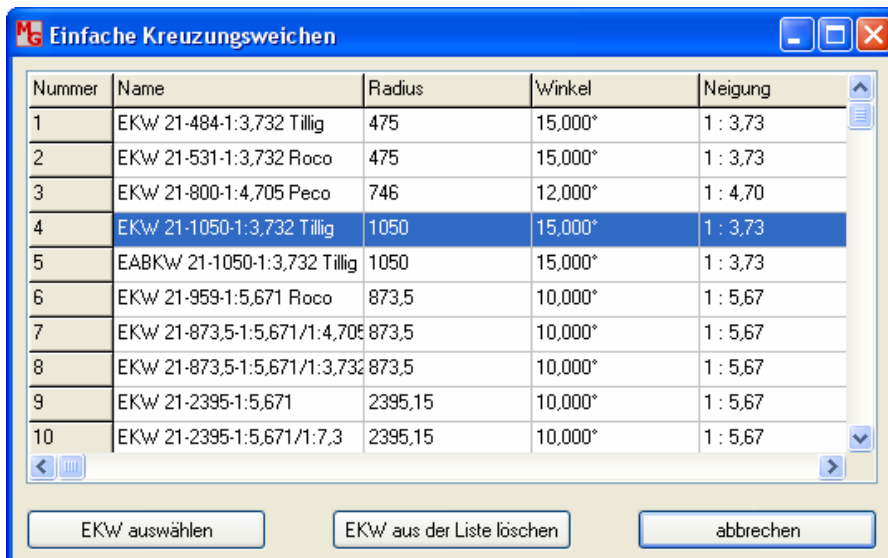 MG Einfache Kreuzungsweichen
Nummer Name Radius Winkel Neigung
1 EKW 21-484-1:3,732 Tillig 475 15,000° 1 : 3,73
2 EKW 21-531-1:3,732 Roco 475 15,000° 1 : 3,73
3 EKW 21-800-1:4,705 Peco 746 12,000° 1 : 4,70
4 EKW 21-1050-1:3,732 Tillig 1050 15,000° 1 : 3,73
5 EABKW 21-1050-1:3,732 Tillig 1050 15,000° 1 : 3,73
6 EKW 21-959-1:5,671 Roco 873,5 10,000° 1 : 5,67
7 EKW 21-873,5-1:5,671/1:4,705 873,5 10,000° 1 : 5,67
8 EKW 21-873,5-1:5,671/1:3,732 873,5 10,000° 1 : 5,67
9 EKW 21-2395-1:5,671 2395,15 10,000° 1 : 5,67
10 EKW 21-2395-1:5,671/1:7,3 2395,15 10,000° 1 : 5,67
EKW auswählen EKW aus der Liste löschen abbrechen